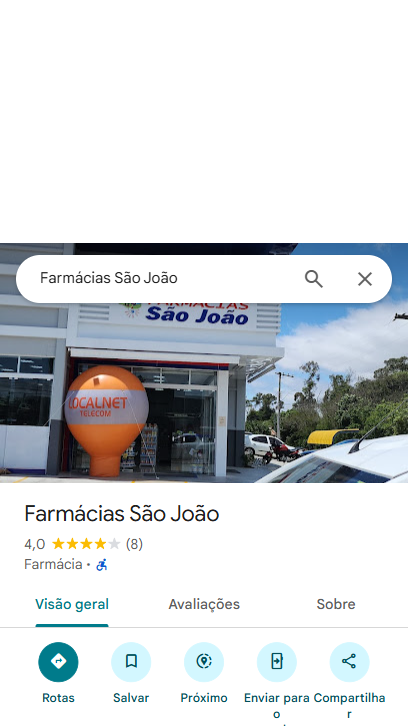 Farmácias São João
FARMÁCIAS
São João
LOCALNET
TELECOM
Farmácias São João
4,0 (8)
Farmácia ·
Visão geral Avaliações Sobre
Rotas Salvar Próximo Enviar para o Compartilhar